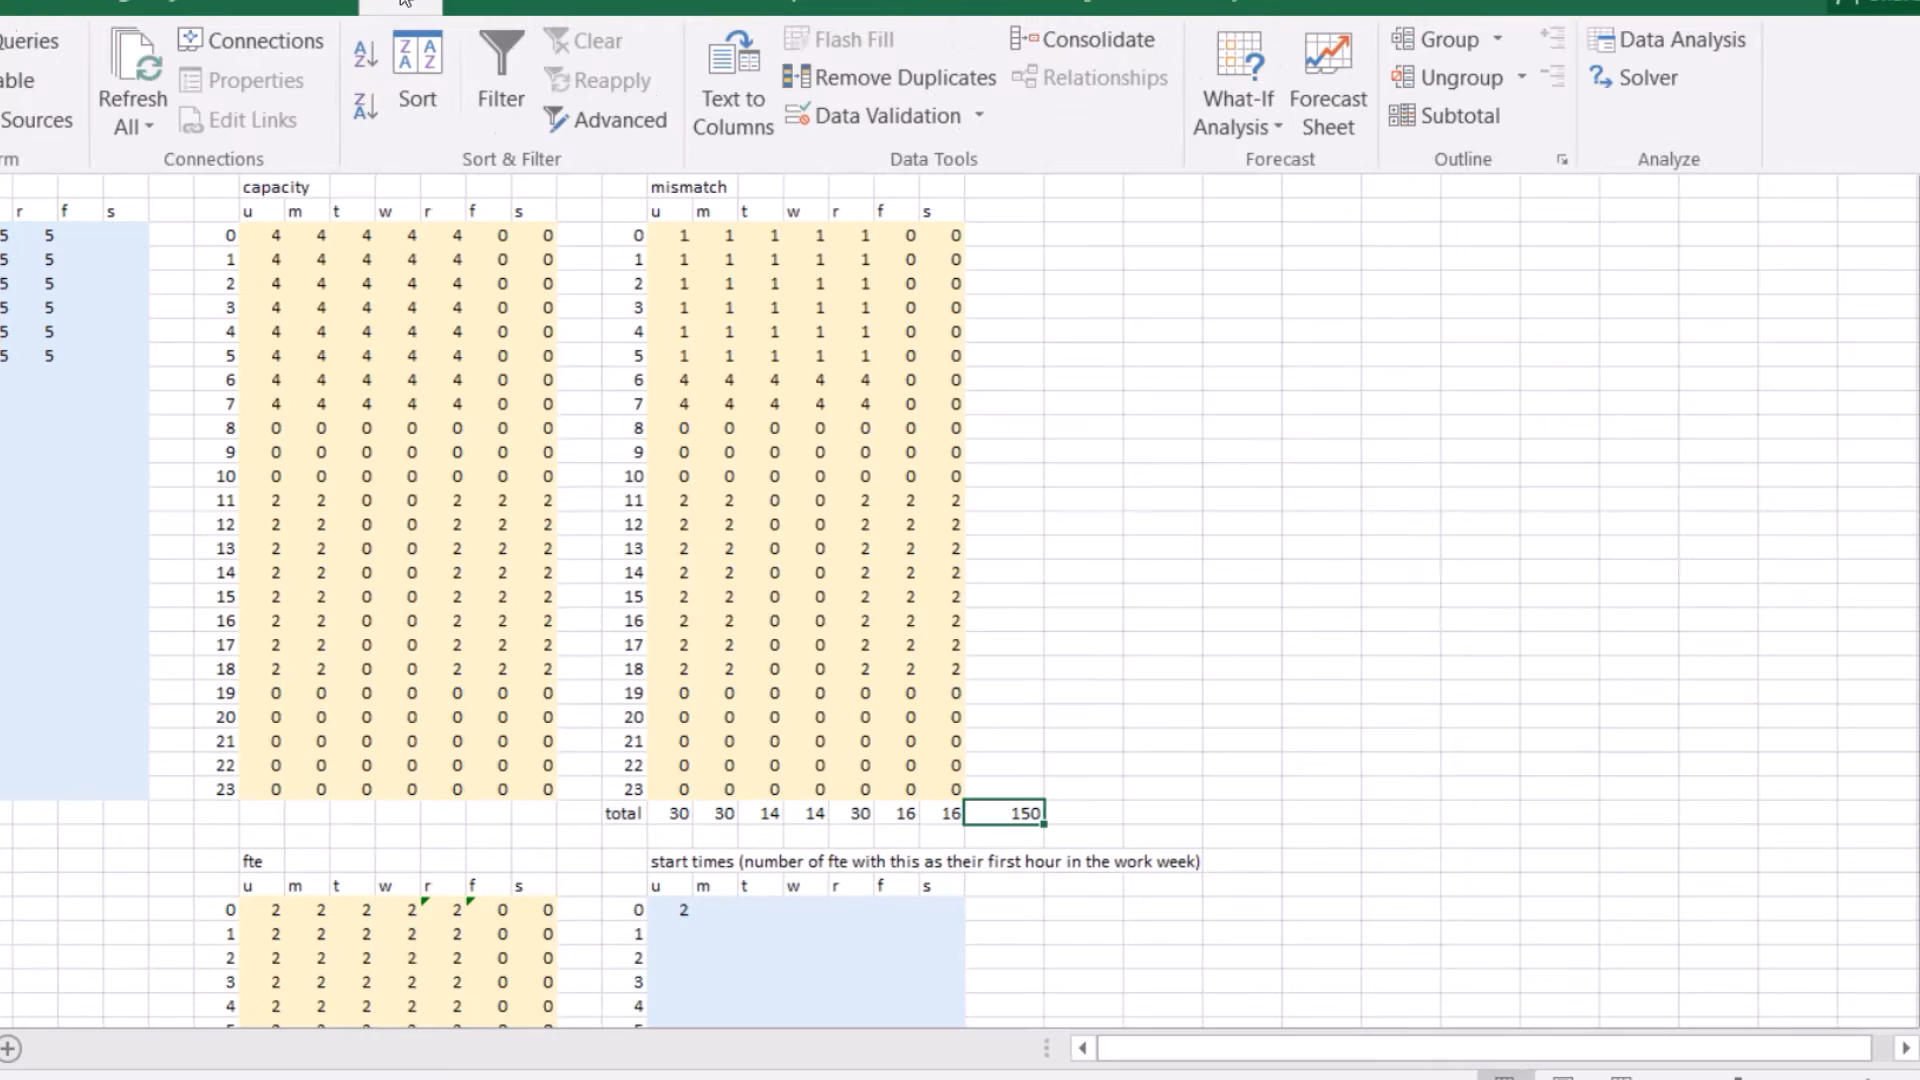 ueries
Connections
Clear
Flash Fill
Consolidate
Group
Data Analysis
able
Properties
Reapply
Remove Duplicates
Relationships
Ungroup
Solver
Sources
Refresh All
Edit Links
Sort
Filter
Advanced
Text to Columns
Data Validation
What-If Analysis
Forecast Sheet
Subtotal
rm
Connections
Sort & Filter
Data Tools
Forecast
Outline
Analyze
capacity mismatch
r f s u m t w r f s u m t w r f s
5 5 0 4 4 4 4 4 0 0 0 1 1 1 1 1 0 0
5 5 1 4 4 4 4 4 0 0 1 1 1 1 1 1 0 0
5 5 2 4 4 4 4 4 0 0 2 1 1 1 1 1 0 0
5 5 3 4 4 4 4 4 0 0 3 1 1 1 1 1 0 0
5 5 4 4 4 4 4 4 0 0 4 1 1 1 1 1 0 0
5 5 5 4 4 4 4 4 0 0 5 1 1 1 1 1 0 0
6 4 4 4 4 4 0 0 6 4 4 4 4 4 0 0
7 4 4 4 4 4 0 0 7 4 4 4 4 4 0 0
8 0 0 0 0 0 0 0 8 0 0 0 0 0 0 0
9 0 0 0 0 0 0 0 9 0 0 0 0 0 0 0
10 0 0 0 0 0 0 0 10 0 0 0 0 0 0 0
11 2 2 0 0 2 2 2 11 2 2 0 0 2 2 2
12 2 2 0 0 2 2 2 12 2 2 0 0 2 2 2
13 2 2 0 0 2 2 2 13 2 2 0 0 2 2 2
14 2 2 0 0 2 2 2 14 2 2 0 0 2 2 2
15 2 2 0 0 2 2 2 15 2 2 0 0 2 2 2
16 2 2 0 0 2 2 2 16 2 2 0 0 2 2 2
17 2 2 0 0 2 2 2 17 2 2 0 0 2 2 2
18 2 2 0 0 2 2 2 18 2 2 0 0 2 2 2
19 0 0 0 0 0 0 0 19 0 0 0 0 0 0 0
20 0 0 0 0 0 0 0 20 0 0 0 0 0 0 0
21 0 0 0 0 0 0 0 21 0 0 0 0 0 0 0
22 0 0 0 0 0 0 0 22 0 0 0 0 0 0 0
23 0 0 0 0 0 0 0 23 0 0 0 0 0 0 0
total 30 30 14 14 30 16 16 150
fte start times (number of fte with this as their first hour in the work week)
u m t w r f s u m t w r f s
0 2 2 2 2 2 0 0 0 2
1 2 2 2 2 2 0 0 1
2 2 2 2 2 2 0 0 2
3 2 2 2 2 2 0 0 3
4 2 2 2 2 2 0 0 4